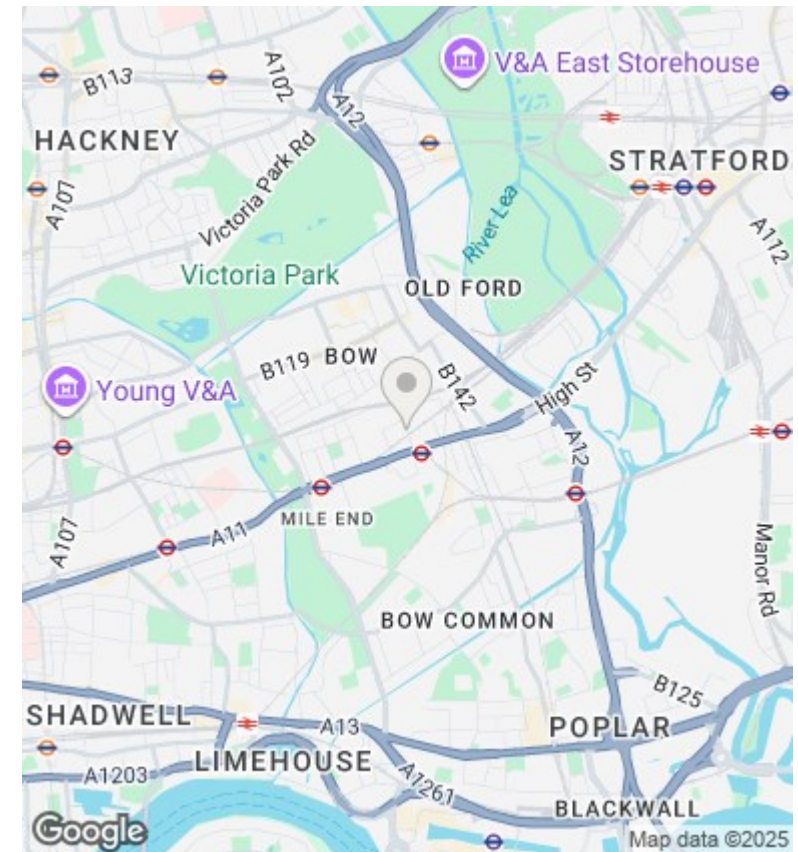 V&A East Storehouse
B113
A102
A12
HACKNEY
STRATFORD
A107
Victoria Park Rd
River Lea
A112
Victoria Park
OLD FORD
B119
BOW
B142
High St
Young V&A
A12
MILE END
A107
A11
Manor Rd
BOW COMMON
B125
SHADWELL
A13
POPLAR
LIMEHOUSE
A1203
A1261
BLACKWALL
Google
Map data ©2025